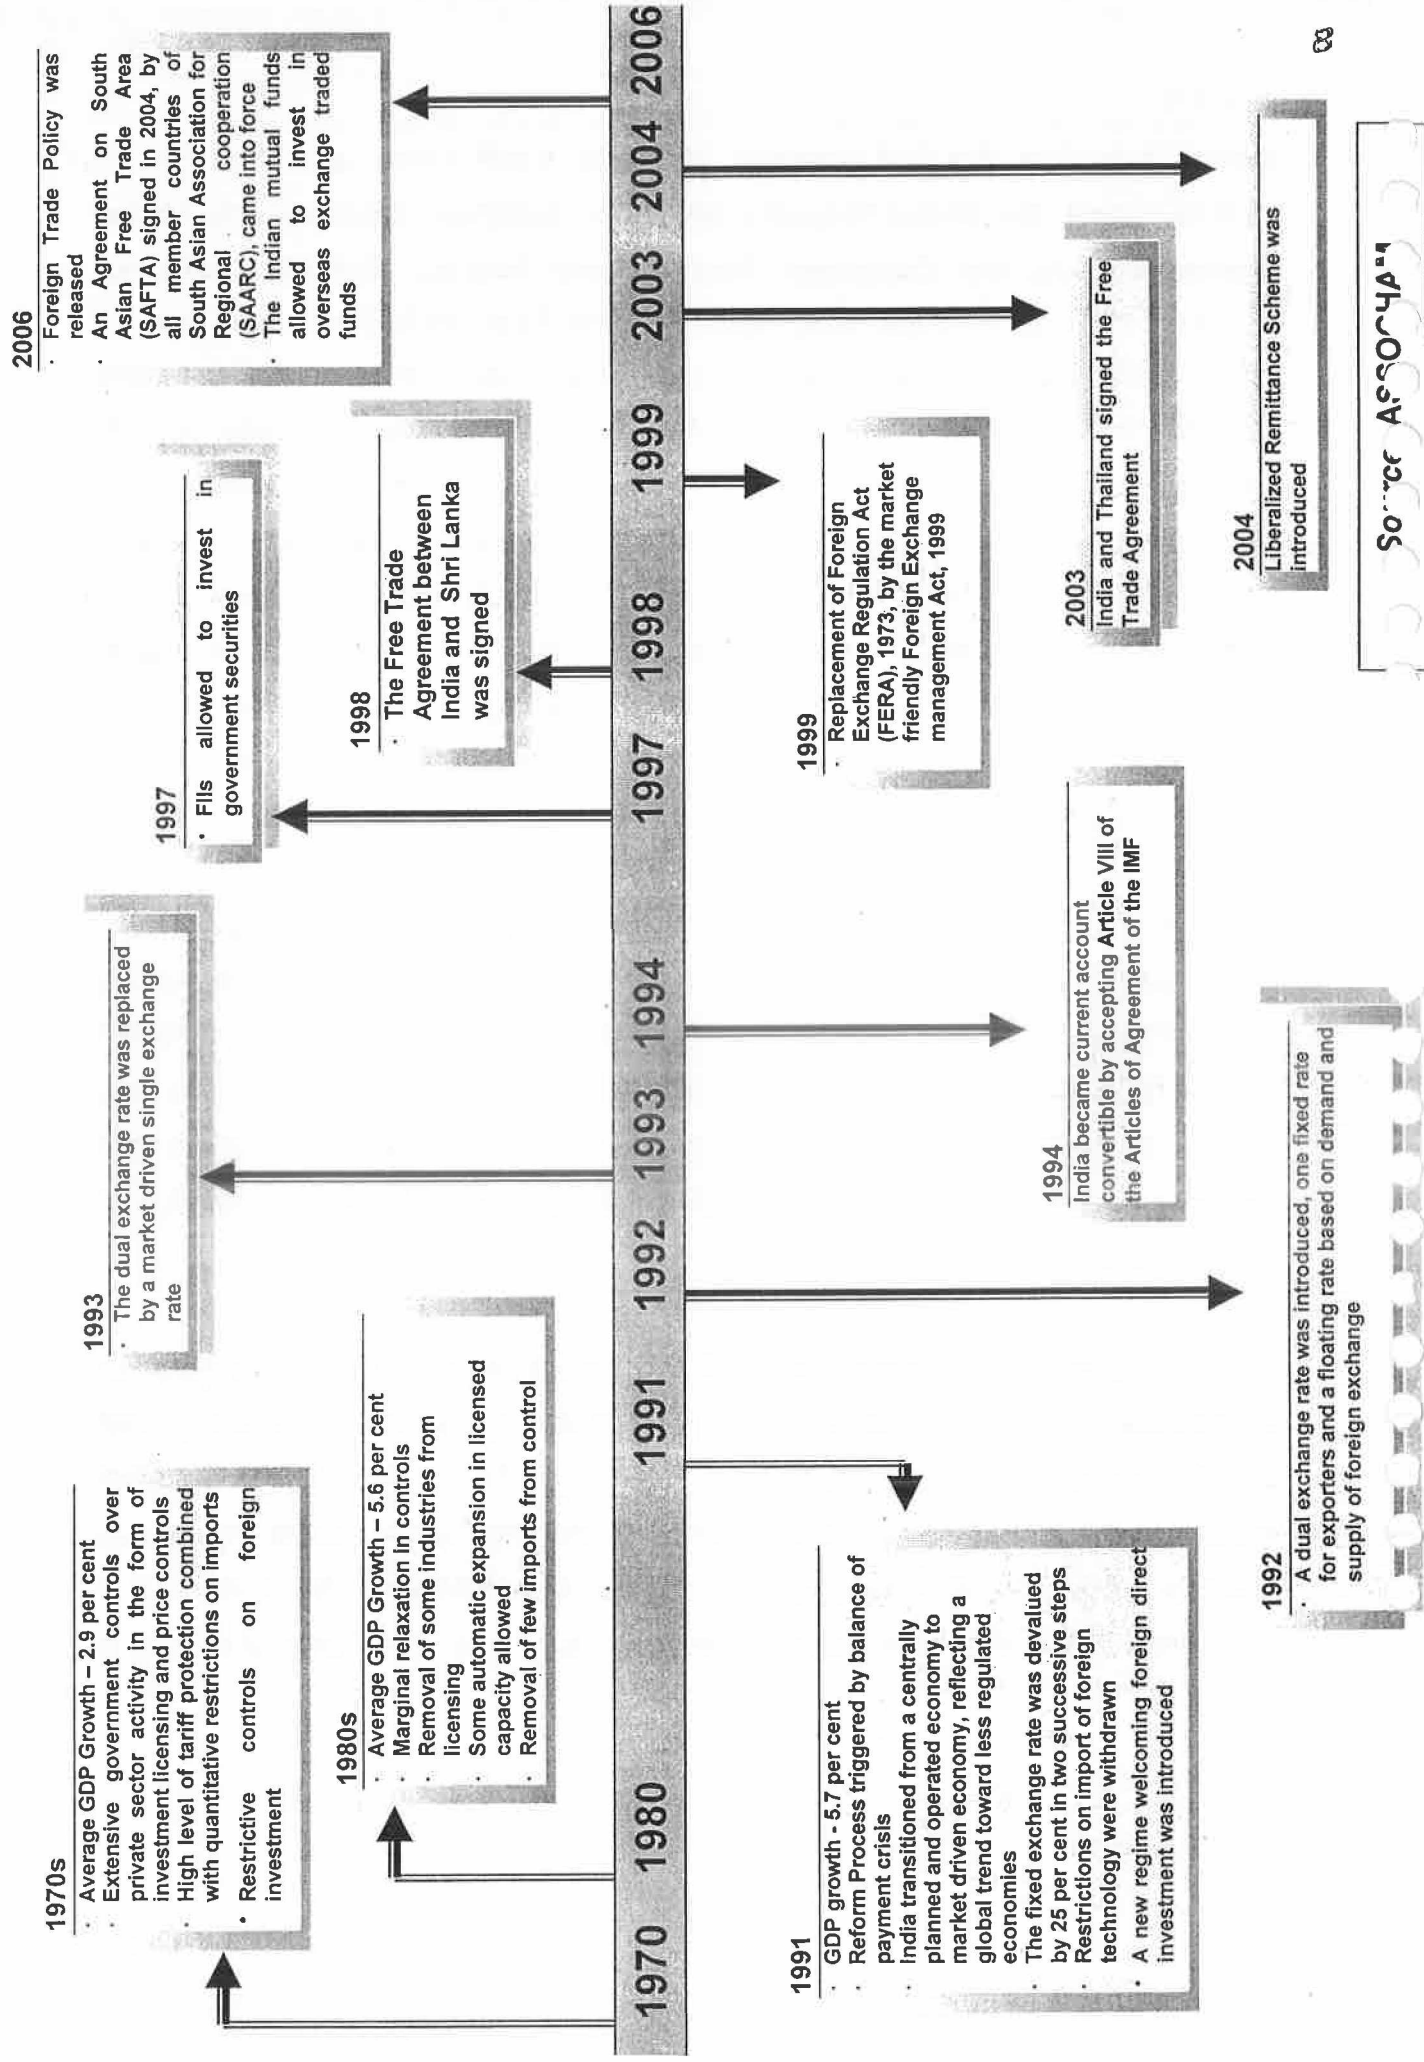 1970s
· Average GDP Growth – 2.9 per cent
· Extensive government controls over
private sector activity in the form of
investment licensing and price controls
· High level of tariff protection combined
with quantitative restrictions on imports
• Restrictive controls on foreign
investment
1980s
· Average GDP Growth – 5.6 per cent
· Marginal relaxation in controls
· Removal of some industries from
licensing
· Some automatic expansion in licensed
capacity allowed
· Removal of few imports from control
1993
· The dual exchange rate was replaced
by a market driven single exchange
rate
1997
· FIIs allowed to invest in
government securities
1998
· The Free Trade
Agreement between
India and Shri Lanka
was signed
2006
· Foreign Trade Policy was
released
· An Agreement on South
Asian Free Trade Area
(SAFTA) signed in 2004, by
all member countries of
South Asian Association for
Regional cooperation
(SAARC), came into force
· The Indian mutual funds
allowed to invest in
overseas exchange traded
funds
1970 1980 1991 1992 1993 1994 1997 1998 1999 2003 2004 2006
1991
· GDP growth - 5.7 per cent
· Reform Process triggered by balance of
payment crisis
· India transitioned from a centrally
planned and operated economy to
market driven economy, reflecting a
global trend toward less regulated
economies
· The fixed exchange rate was devalued
by 25 per cent in two successive steps
· Restrictions on import of foreign
technology were withdrawn
• A new regime welcoming foreign direct
investment was introduced
1992
· A dual exchange rate was introduced, one fixed rate
for exporters and a floating rate based on demand and
supply of foreign exchange
1994
India became current account
convertible by accepting Article VIII of
the Articles of Agreement of the IMF
1999
· Replacement of Foreign
Exchange Regulation Act
(FERA), 1973, by the market
friendly Foreign Exchange
management Act, 1999
2003
India and Thailand signed the Free
Trade Agreement
2004
Liberalized Remittance Scheme was
introduced